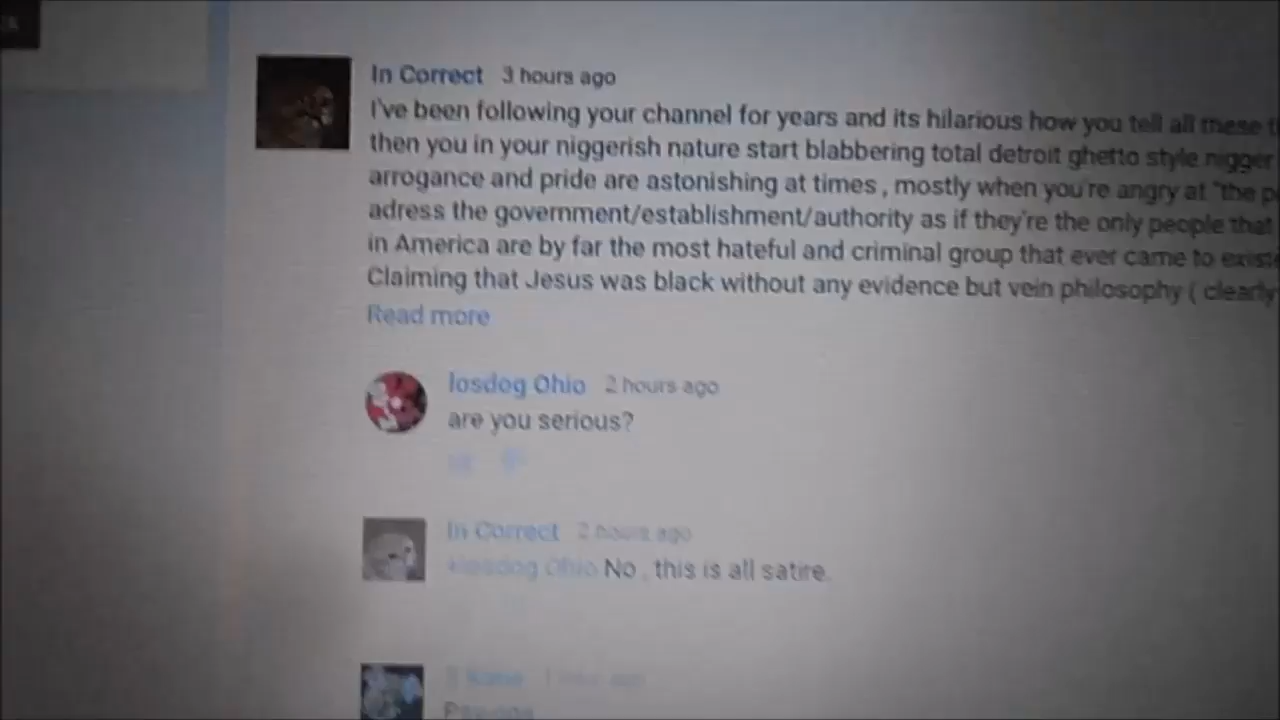 In Correct 3 hours ago
I've been following your channel for years and its hilarious how you tell all these
then you in your niggerish nature start blabbering total detroit ghetto style nigger
arrogance and pride are astonishing at times , mostly when you're angry at "the
adress the government/establishment/authority as if they're the only people that
in America are by far the most hateful and criminal group that ever came to
Claiming that Jesus was black without any evidence but vein philosophy ( clearly
Read more
losdog Ohio 2 hours ago
are you serious?
In Correct 2 hours ago
+losdog Ohio No , this is all satire.